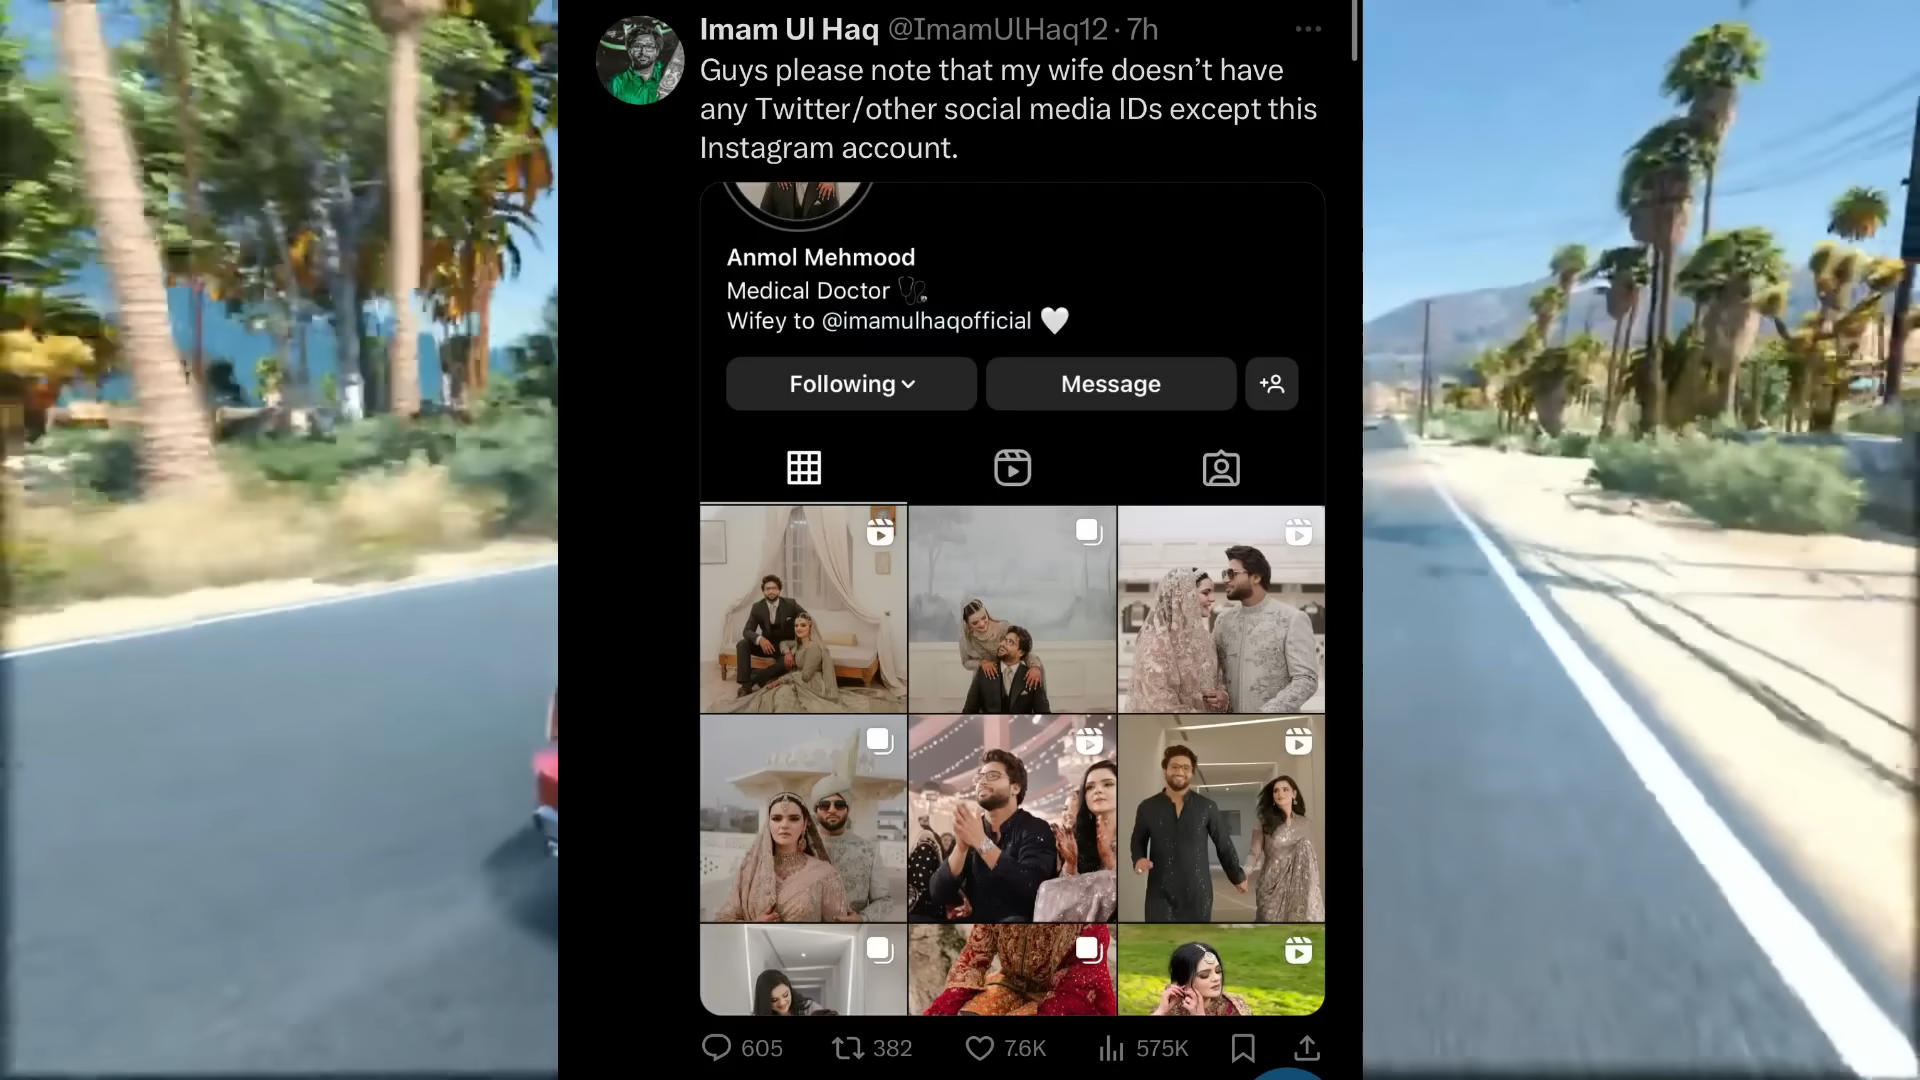 Imam Ul Haq @ImamUlHaq12 · 7h
Guys please note that my wife doesn’t have
any Twitter/other social media IDs except this
Instagram account.
Anmol Mehmood
Medical Doctor 🩺
Wifey to @imamulhaqofficial 🤍
Following
Message
605
382
7.6K
575K